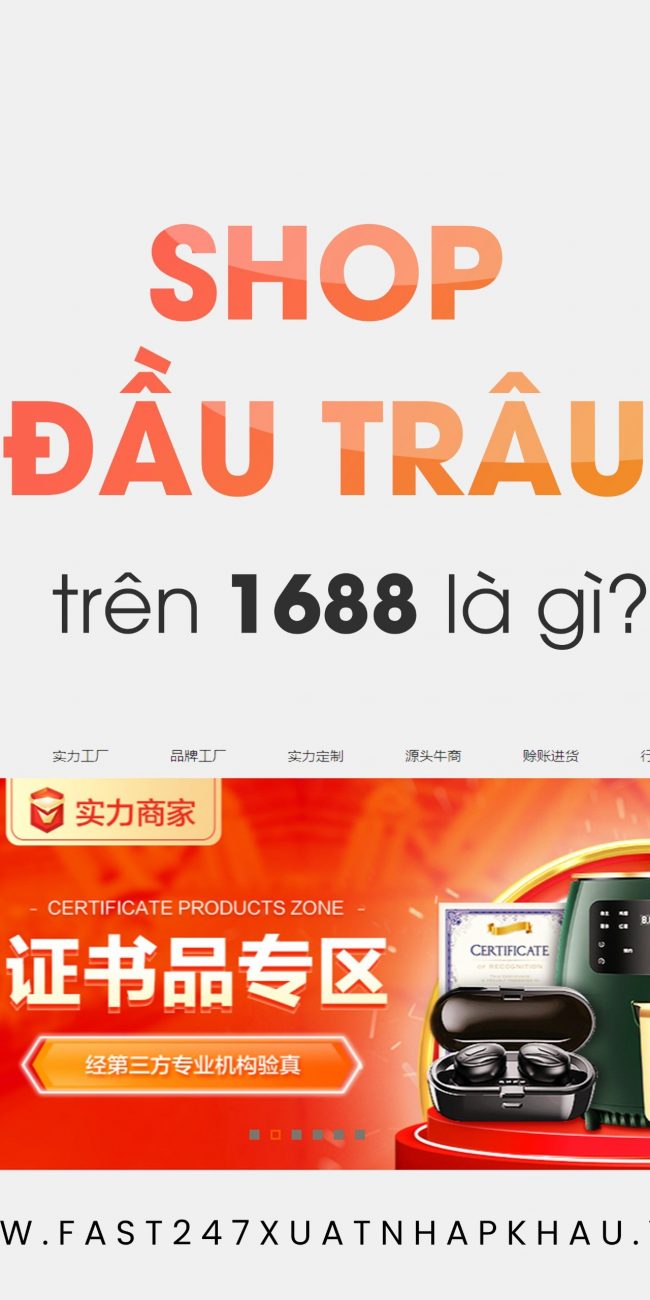 SHOP
ĐẦU TRÂU
trên 1688 là gì?
实力工厂 品牌工厂 实力定制 源头牛商 赊账进货 行
实力商家
- CERTIFICATE PRODUCTS ZONE -
证书品专区
经第三方专业机构验真
CERTIFICATE
OF RECOGNITION
W.FAST247XUATNHAPKHAU.